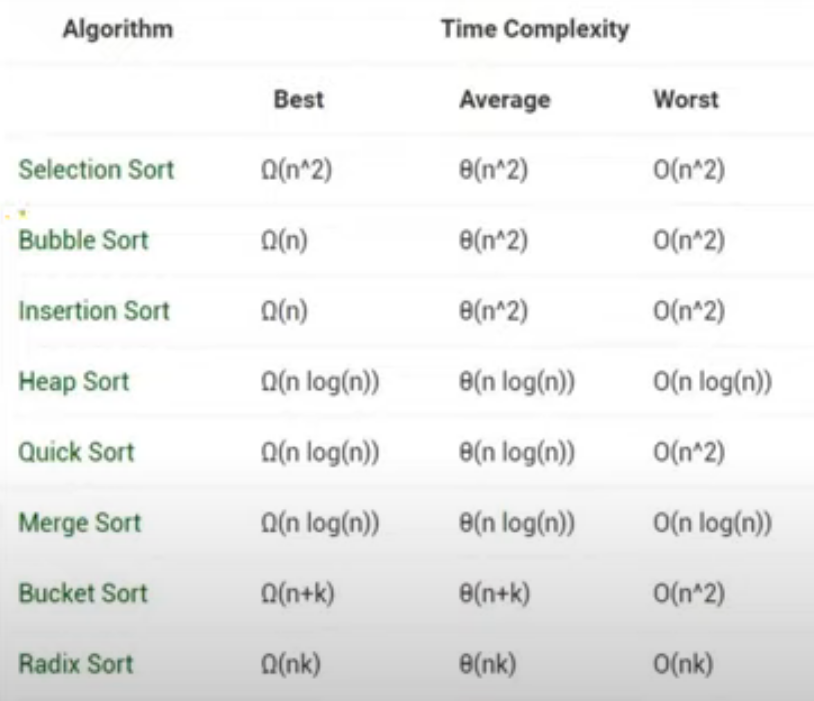 Algorithm Time Complexity
Best Average Worst
Selection Sort Ω(n^2) θ(n^2) O(n^2)
Bubble Sort Ω(n) θ(n^2) O(n^2)
Insertion Sort Ω(n) θ(n^2) O(n^2)
Heap Sort Ω(n log(n)) θ(n log(n)) O(n log(n))
Quick Sort Ω(n log(n)) θ(n log(n)) O(n^2)
Merge Sort Ω(n log(n)) θ(n log(n)) O(n log(n))
Bucket Sort Ω(n+k) θ(n+k) O(n^2)
Radix Sort Ω(nk) θ(nk) O(nk)